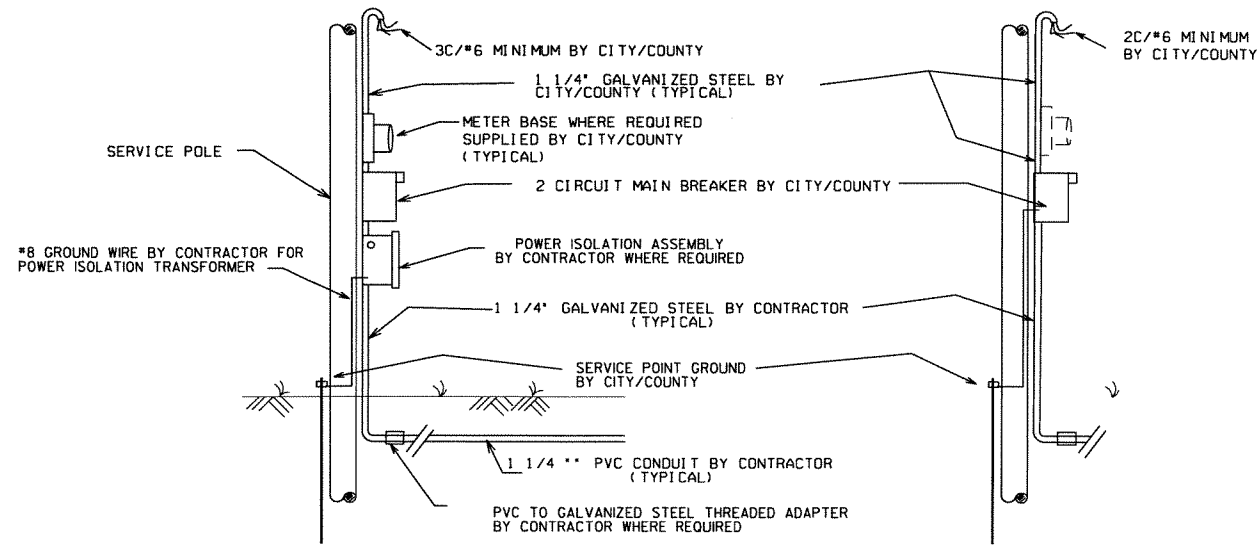 3C/#6 MINIMUM BY CITY/COUNTY
2C/#6 MINIMUM
BY CITY/COUNTY
1 1/4" GALVANIZED STEEL BY
CITY/COUNTY (TYPICAL)
METER BASE WHERE REQUIRED
SUPPLIED BY CITY/COUNTY
(TYPICAL)
SERVICE POLE
2 CIRCUIT MAIN BREAKER BY CITY/COUNTY
#8 GROUND WIRE BY CONTRACTOR FOR
POWER ISOLATION TRANSFORMER
POWER ISOLATION ASSEMBLY
BY CONTRACTOR WHERE REQUIRED
1 1/4" GALVANIZED STEEL BY CONTRACTOR
(TYPICAL)
SERVICE POINT GROUND
BY CITY/COUNTY
1 1/4 "" PVC CONDUIT BY CONTRACTOR
(TYPICAL)
PVC TO GALVANIZED STEEL THREADED ADAPTER
BY CONTRACTOR WHERE REQUIRED